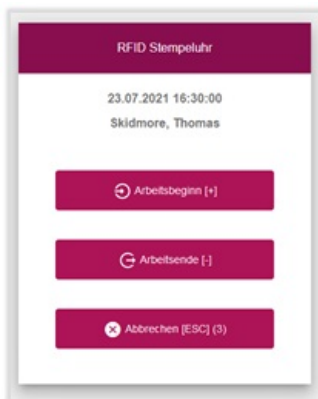 RFID Stempeluhr
23.07.2021 16:30:00
Skidmore, Thomas
Arbeitsbeginn [+]
Arbeitsende [-]
Abbrechen [ESC] (3)